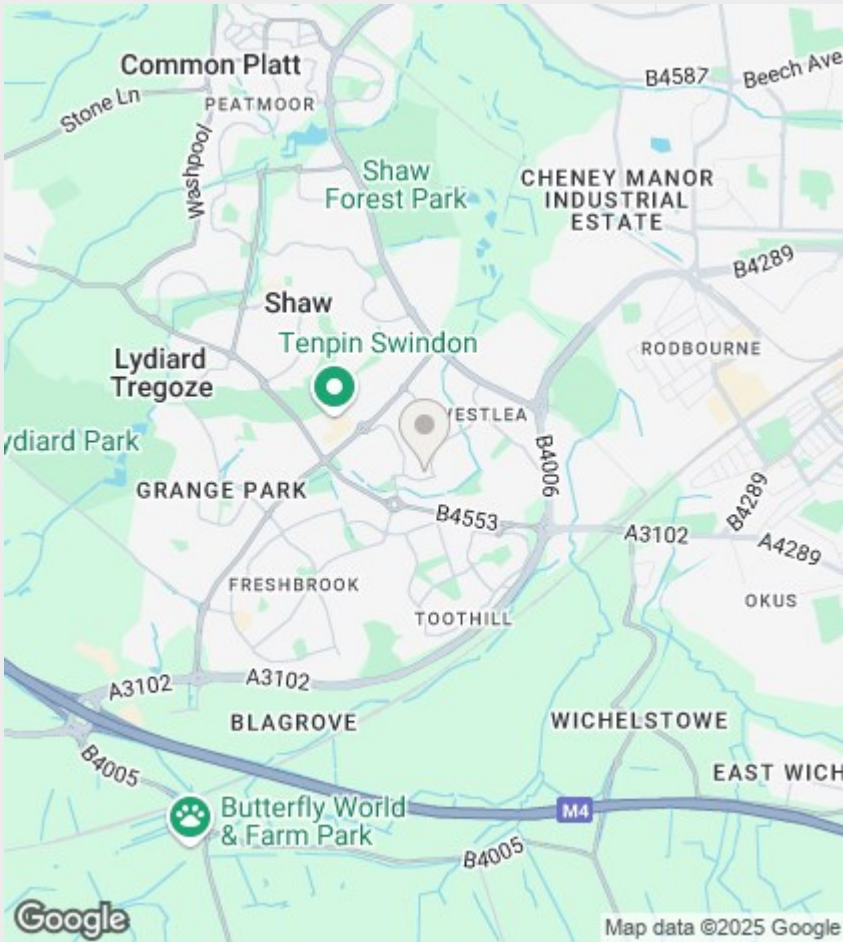 Common Platt
PEATMOOR
B4587
Beech Ave
Stone Ln
Washpool
Shaw
Forest Park
CHENEY MANOR
INDUSTRIAL
ESTATE
B4289
Shaw
Tenpin Swindon
RODBOURNE
Lydiard
Tregoze
VESTLEA
ydiard Park
B4006
GRANGE PARK
B4289
B4553
A3102
A4289
FRESHBROOK
OKUS
TOOTHILL
A3102
A3102
BLAGROVE
WICHELSTOWE
B4005
EAST WICH
Butterfly World
& Farm Park
M4
B4005
Google
Map data ©2025 Google